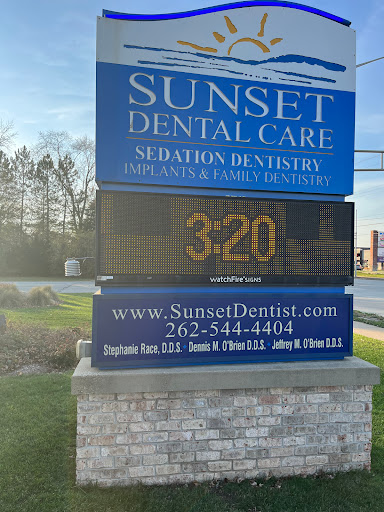 SUNSET
DENTAL CARE
SEDATION DENTISTRY
IMPLANTS & FAMILY DENTISTRY
3:20
watchFire SIGNS
www.SunsetDentist.com
262-544-4404
Stephanie Race, D.D.S. · Dennis M. O'Brien D.D.S. · Jeffrey M. O'Brien D.D.S.